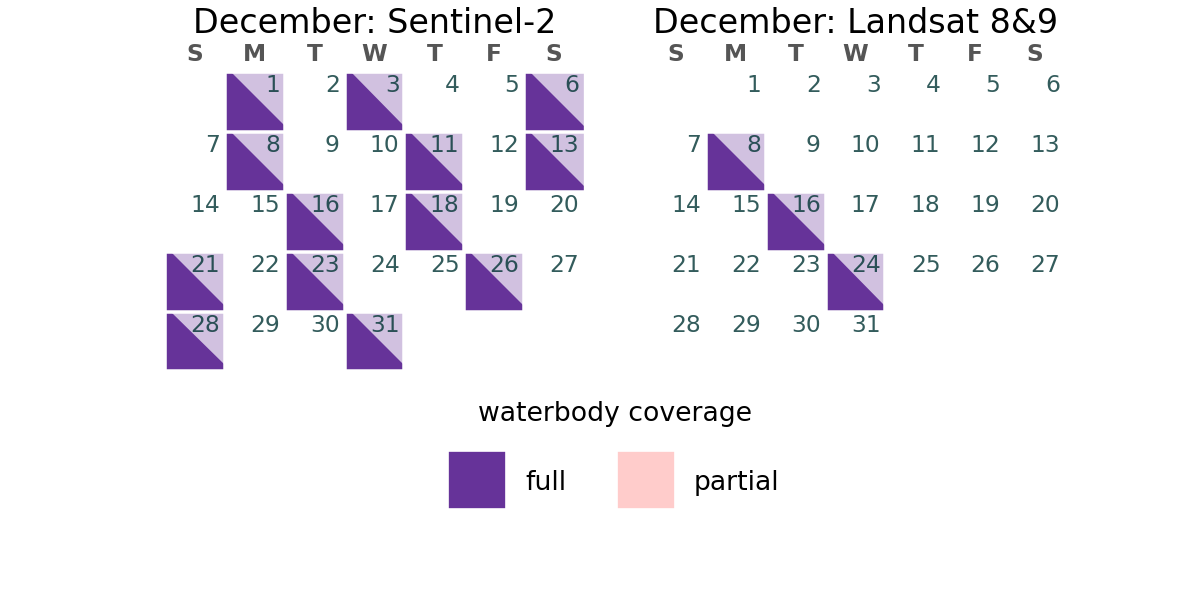 December: Sentinel-2
S M T W T F S
1 2 3 4 5 6
7 8 9 10 11 12 13
14 15 16 17 18 19 20
21 22 23 24 25 26 27
28 29 30 31
December: Landsat 8&9
S M T W T F S
1 2 3 4 5 6
7 8 9 10 11 12 13
14 15 16 17 18 19 20
21 22 23 24 25 26 27
28 29 30 31
waterbody coverage
full partial